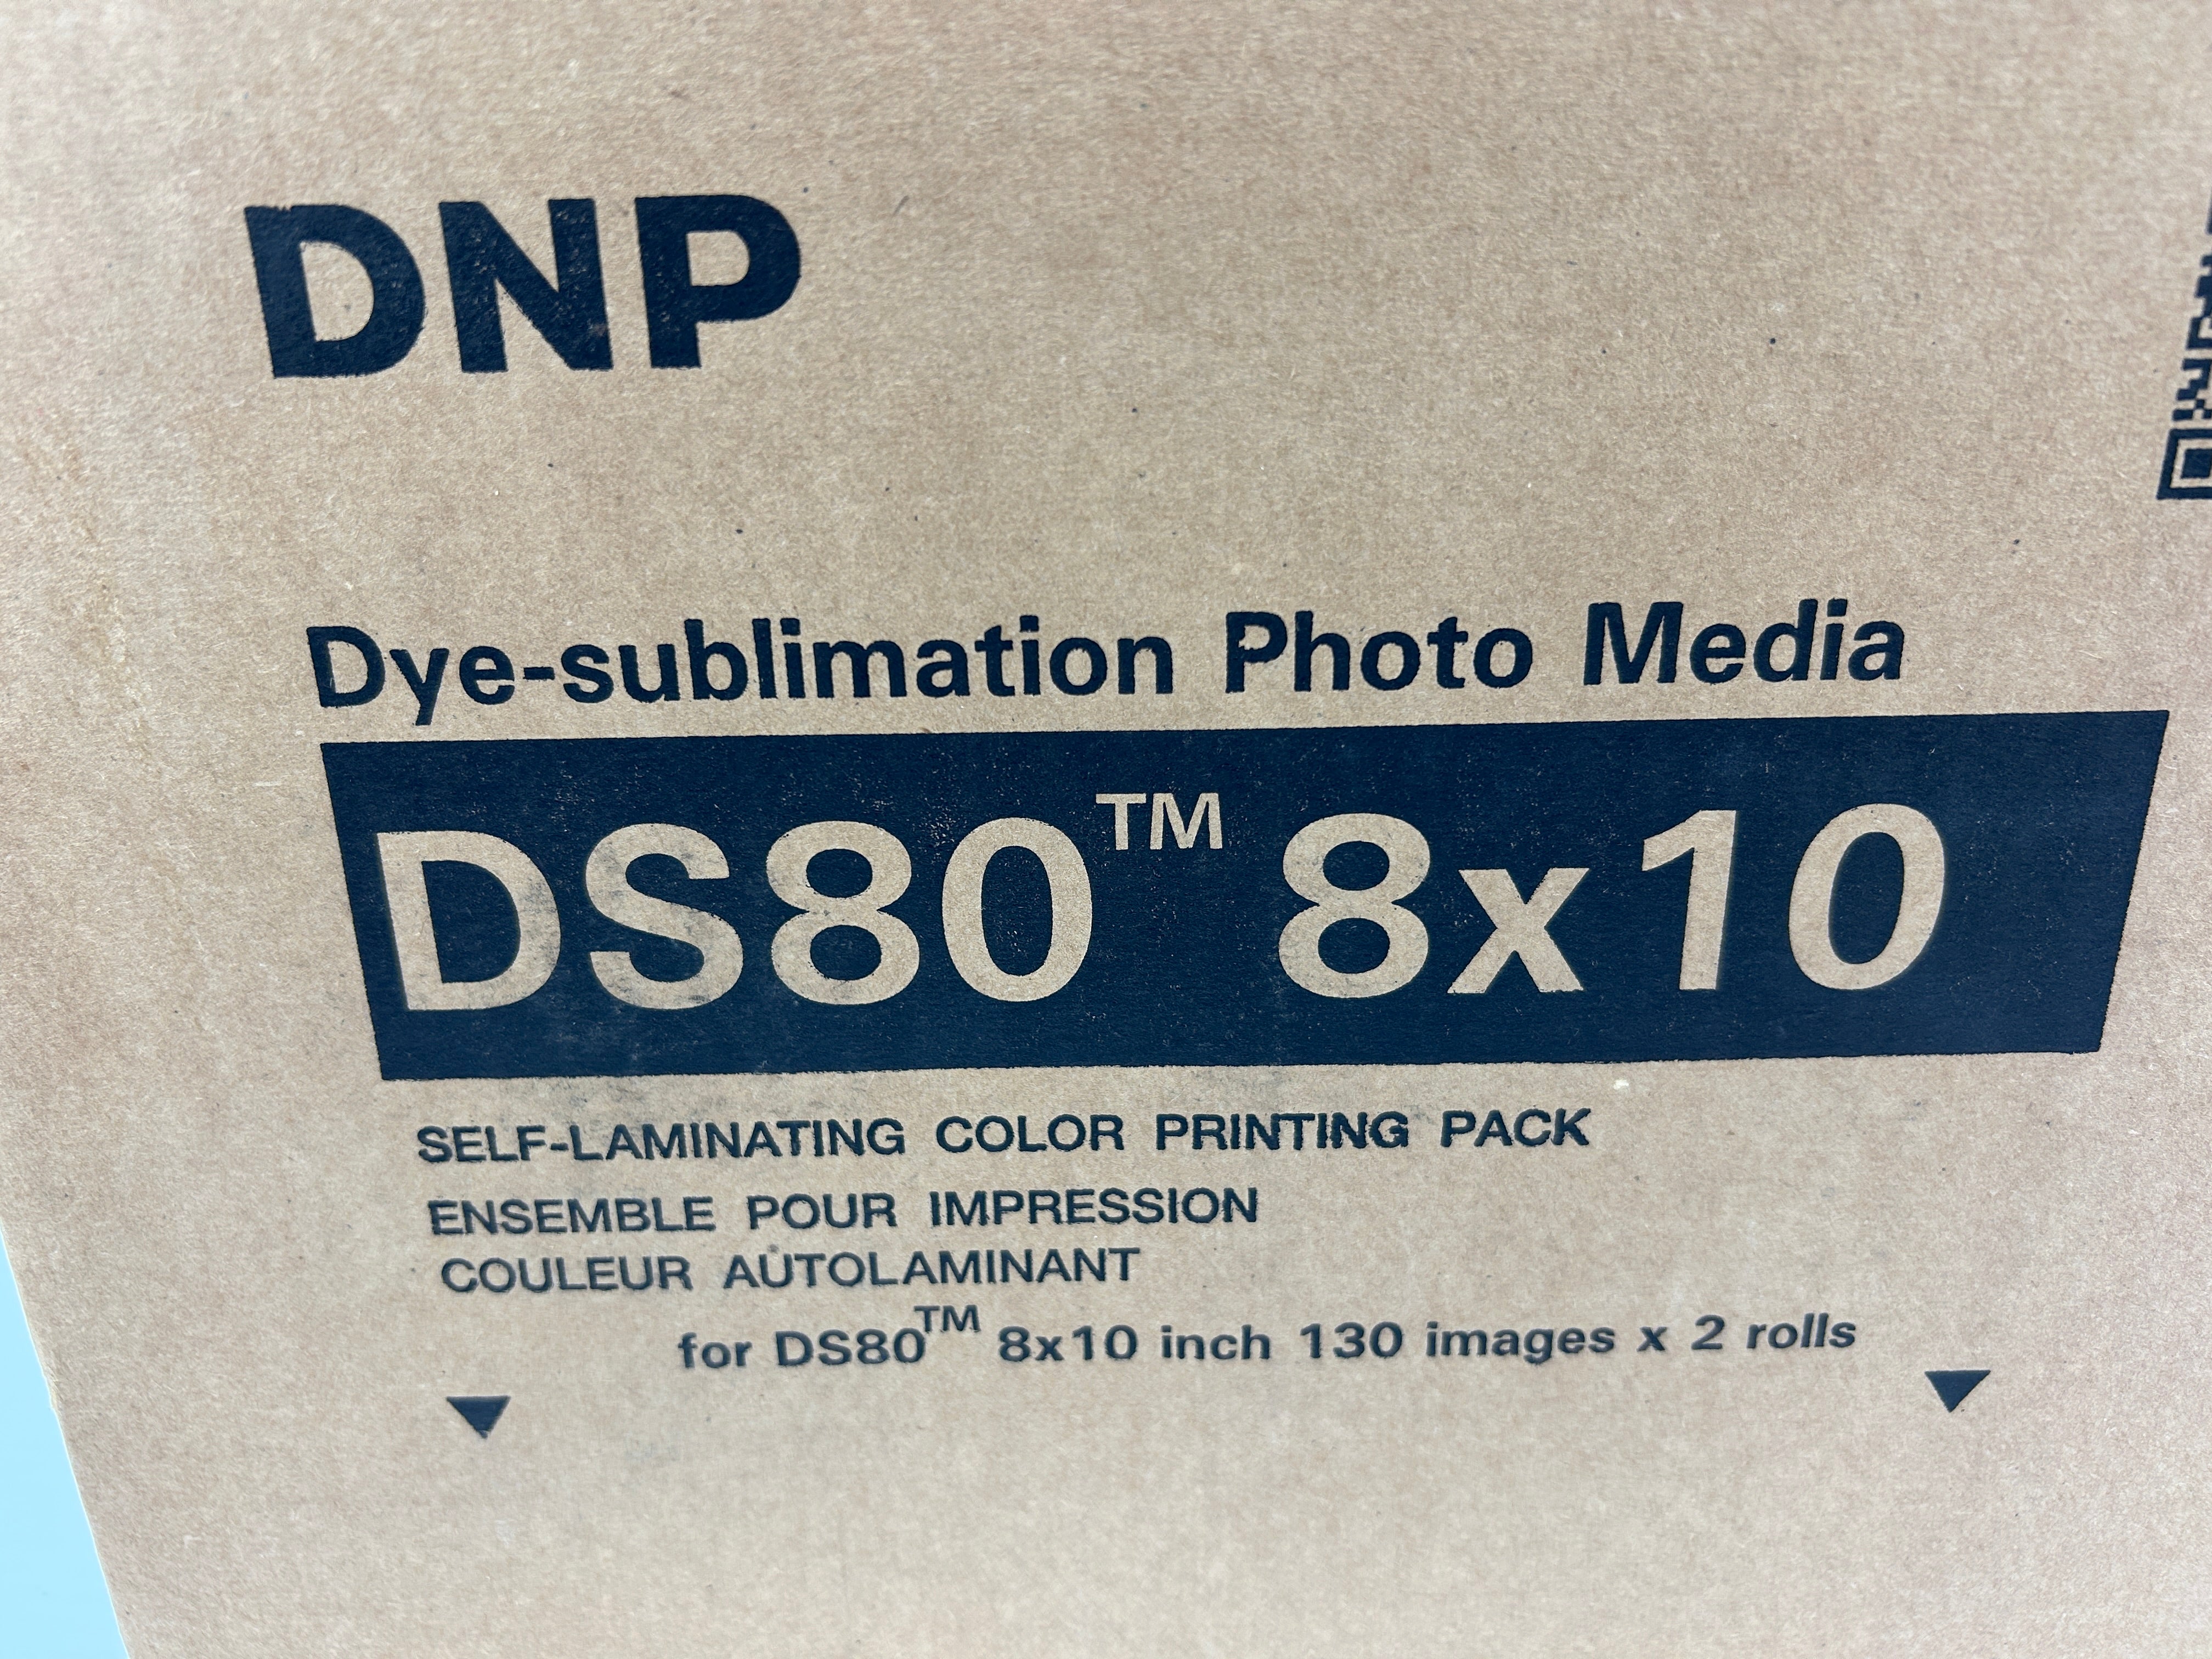 DNP
Dye-sublimation Photo Media
DS80™ 8x10
SELF-LAMINATING COLOR PRINTING PACK
ENSEMBLE POUR IMPRESSION
COULEUR AUTOLAMINANT
for DS80™ 8x10 inch 130 images x 2 rolls